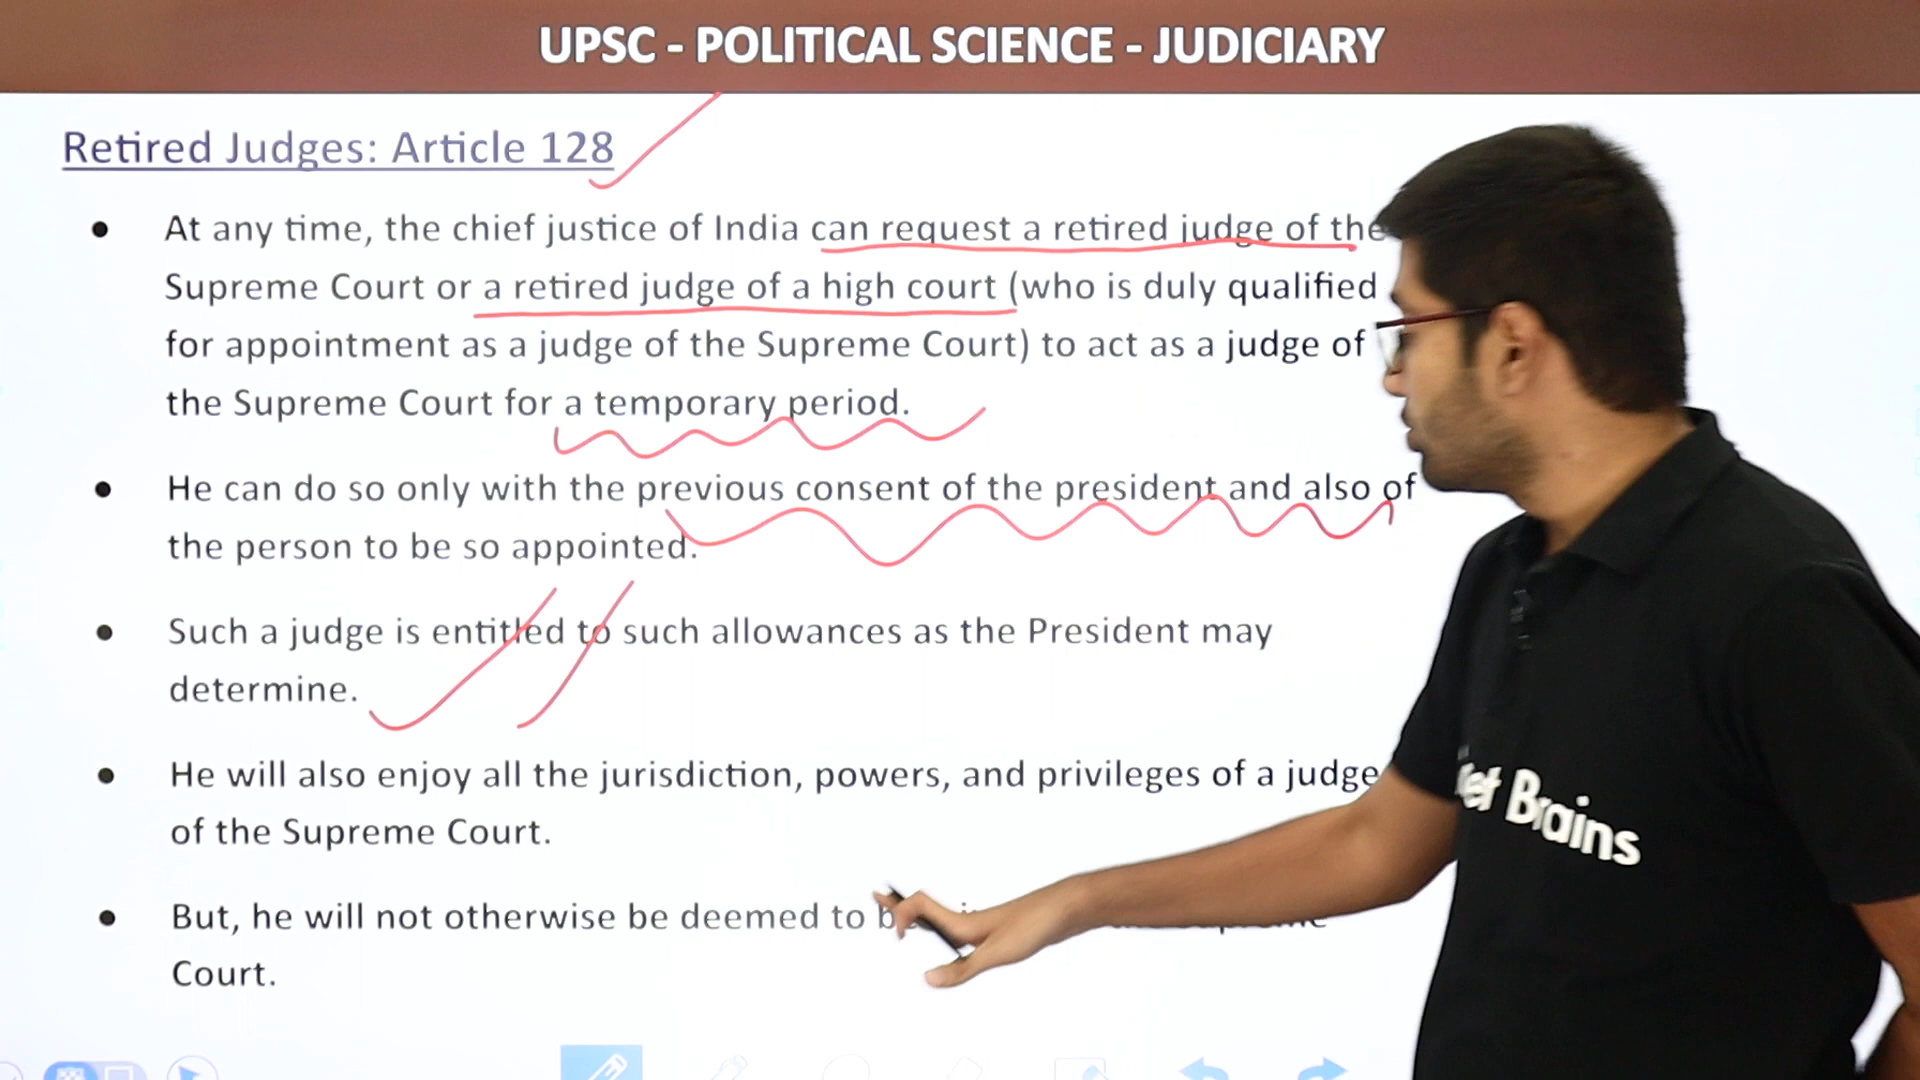 UPSC - POLITICAL SCIENCE - JUDICIARY
Retired Judges: Article 128
● At any time, the chief justice of India can request a retired judge of the
Supreme Court or a retired judge of a high court (who is duly qualified
for appointment as a judge of the Supreme Court) to act as a judge of
the Supreme Court for a temporary period.
● He can do so only with the previous consent of the president and also of
the person to be so appointed.
● Such a judge is entitled to such allowances as the President may
determine.
● He will also enjoy all the jurisdiction, powers, and privileges of a judge
of the Supreme Court.
● But, he will not otherwise be deemed to
Court.
Brains